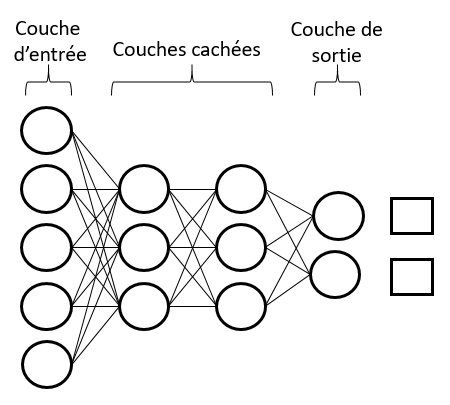 Couche
d'entrée
Couches cachées
Couche de
sortie